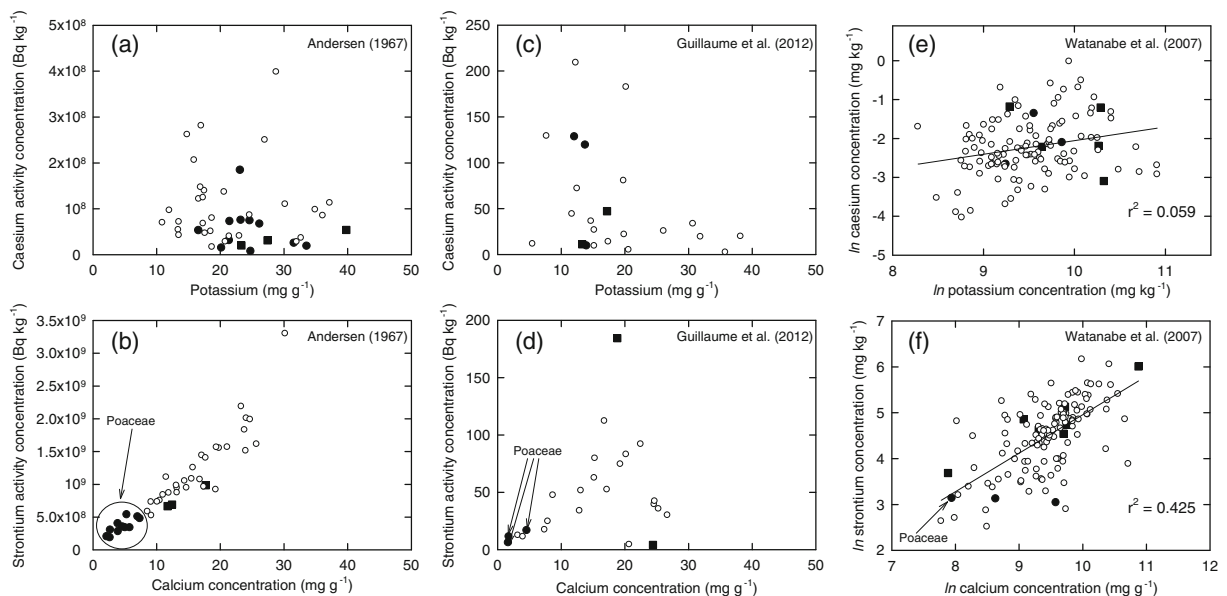 (a)
Andersen (1967)
Caesium activity concentration (Bq kg⁻¹)
5x10⁸
4x10⁸
3x10⁸
2x10⁸
10⁸
0
0 10 20 30 40 50
Potassium (mg g⁻¹)
(c)
Guillaume et al. (2012)
Caesium activity concentration (Bq kg⁻¹)
250
200
150
100
50
0
0 10 20 30 40 50
Potassium (mg g⁻¹)
(e)
Watanabe et al. (2007)
ln caesium concentration (mg kg⁻¹)
0
-1
-2
-3
-4
-5
r² = 0.059
8 9 10 11
ln potassium concentration (mg kg⁻¹)
(b)
Andersen (1967)
Strontium activity concentration (Bq kg⁻¹)
3.5x10⁹
3.0x10⁹
2.5x10⁹
2.0x10⁹
1.5x10⁹
10⁹
5.0x10⁸
0
Poaceae
0 10 20 30 40 50
Calcium concentration (mg g⁻¹)
(d)
Guillaume et al. (2012)
Strontium activity concentration (Bq kg⁻¹)
200
150
100
50
0
Poaceae
0 10 20 30 40 50
Calcium concentration (mg g⁻¹)
(f)
Watanabe et al. (2007)
ln strontium concentration (mg kg⁻¹)
7
6
5
4
3
2
r² = 0.425
Poaceae
7 8 9 10 11 12
ln calcium concentration (mg kg⁻¹)